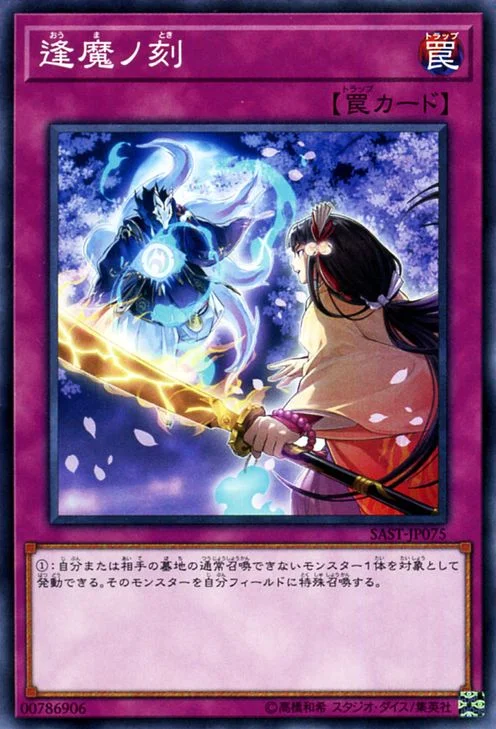 逢魔ノ刻
罠
【罠カード】
SAST-JP075
①:自分または相手の墓地の通常召喚できないモンスター1体を対象として
発動できる。そのモンスターを自分フィールドに特殊召喚する。
00786906
©高橋和希 スタジオ・ダイス/集英社